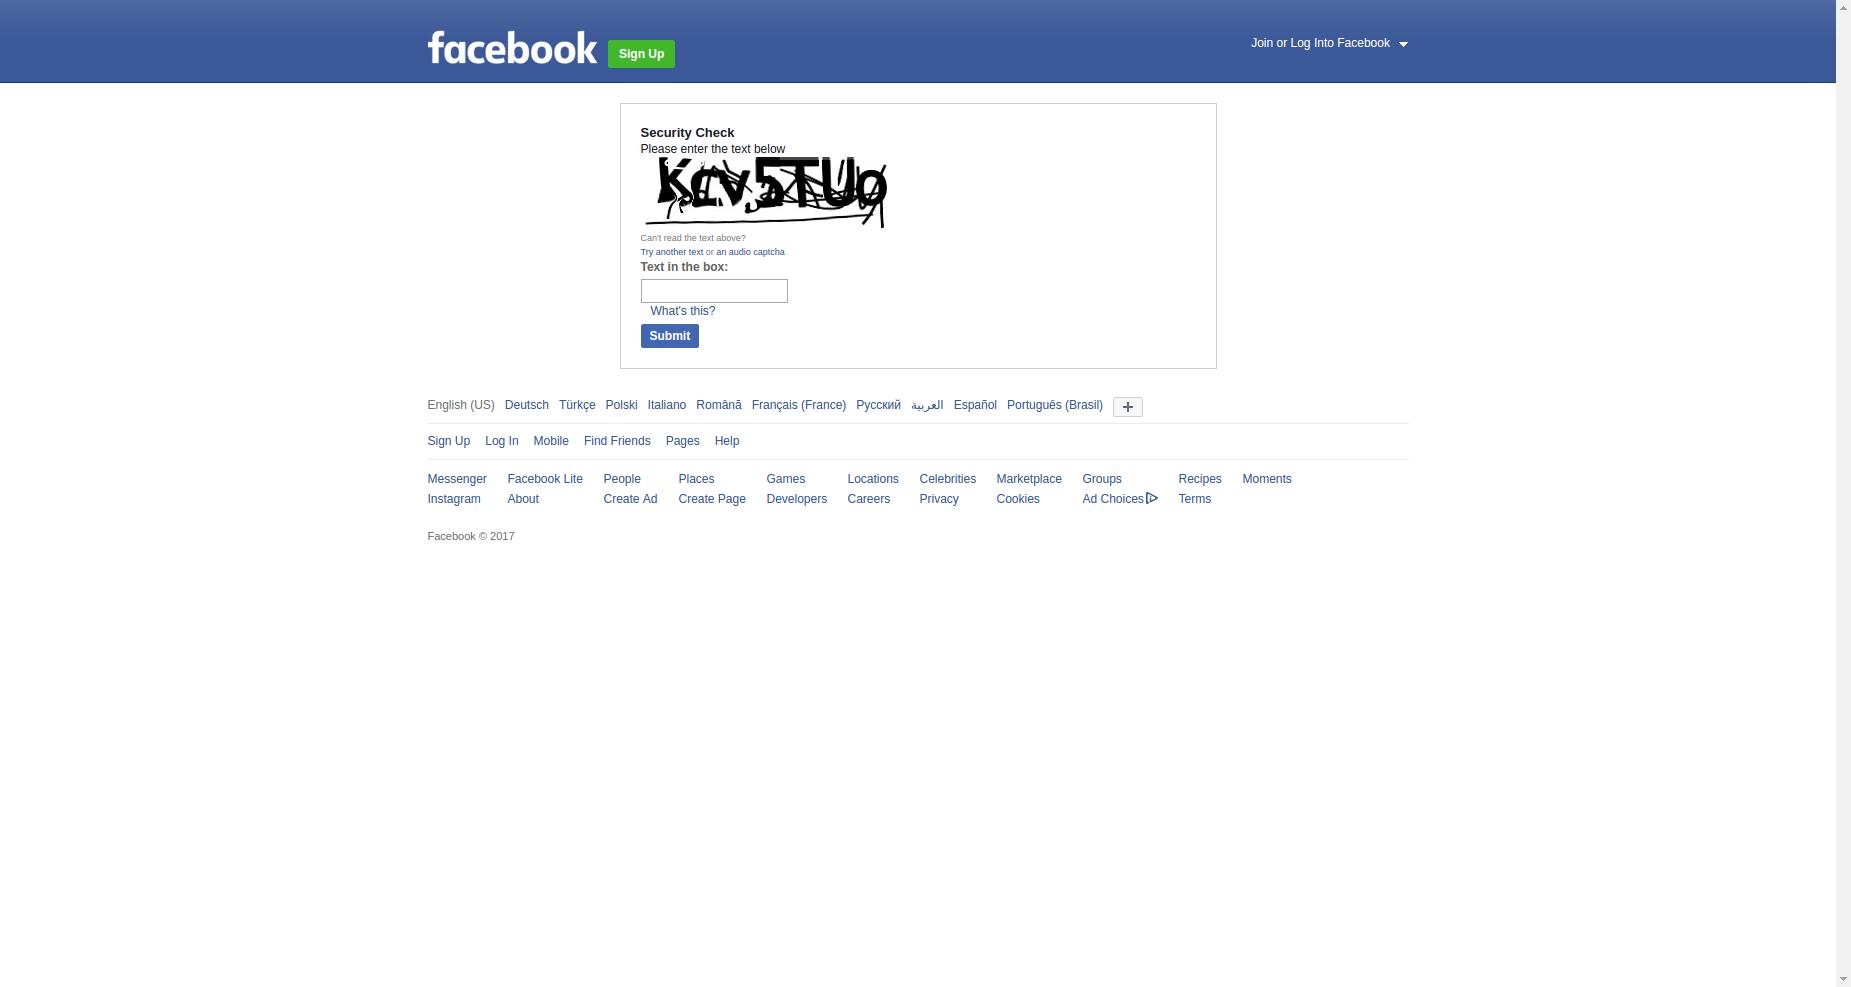 facebook
Sign Up
Join or Log Into Facebook
Security Check
Please enter the text below
Can't read the text above?
Try another text or an audio captcha
Text in the box:
What's this?
Submit
English (US) Deutsch Türkçe Polski Italiano Română Français (France) Русский العربية Español Português (Brasil)
Sign Up Log In Mobile Find Friends Pages Help
Messenger Facebook Lite People Places Games Locations Celebrities Marketplace Groups Recipes Moments
Instagram About Create Ad Create Page Developers Careers Privacy Cookies Ad Choices Terms
Facebook © 2017